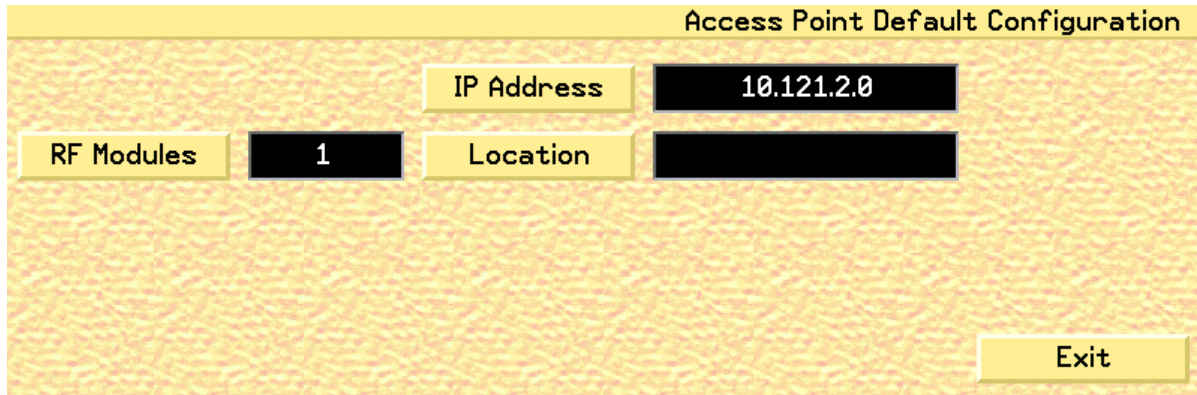 Access Point Default Configuration
IP Address 10.121.2.0
RF Modules 1 Location
Exit